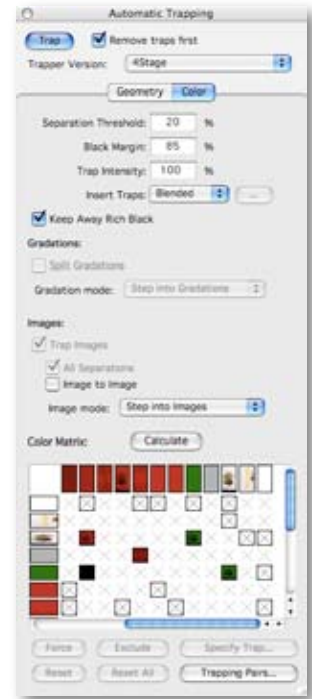 Automatic Trapping
Trap
Remove traps first
Trapper Version: 4Stage
Geometry Color
Separation Threshold: 20 %
Black Margin: 85 %
Trap Intensity: 100 %
Insert Traps: Blended ...
Keep Away Rich Black
Gradations:
Split Gradations
Gradation mode: Step into Gradations
Images:
Trap Images
All Separations
Image to Image
Image mode: Step into Images
Color Matrix: Calculate
Force Exclude Specify Trap...
Reset Reset All Trapping Pairs...